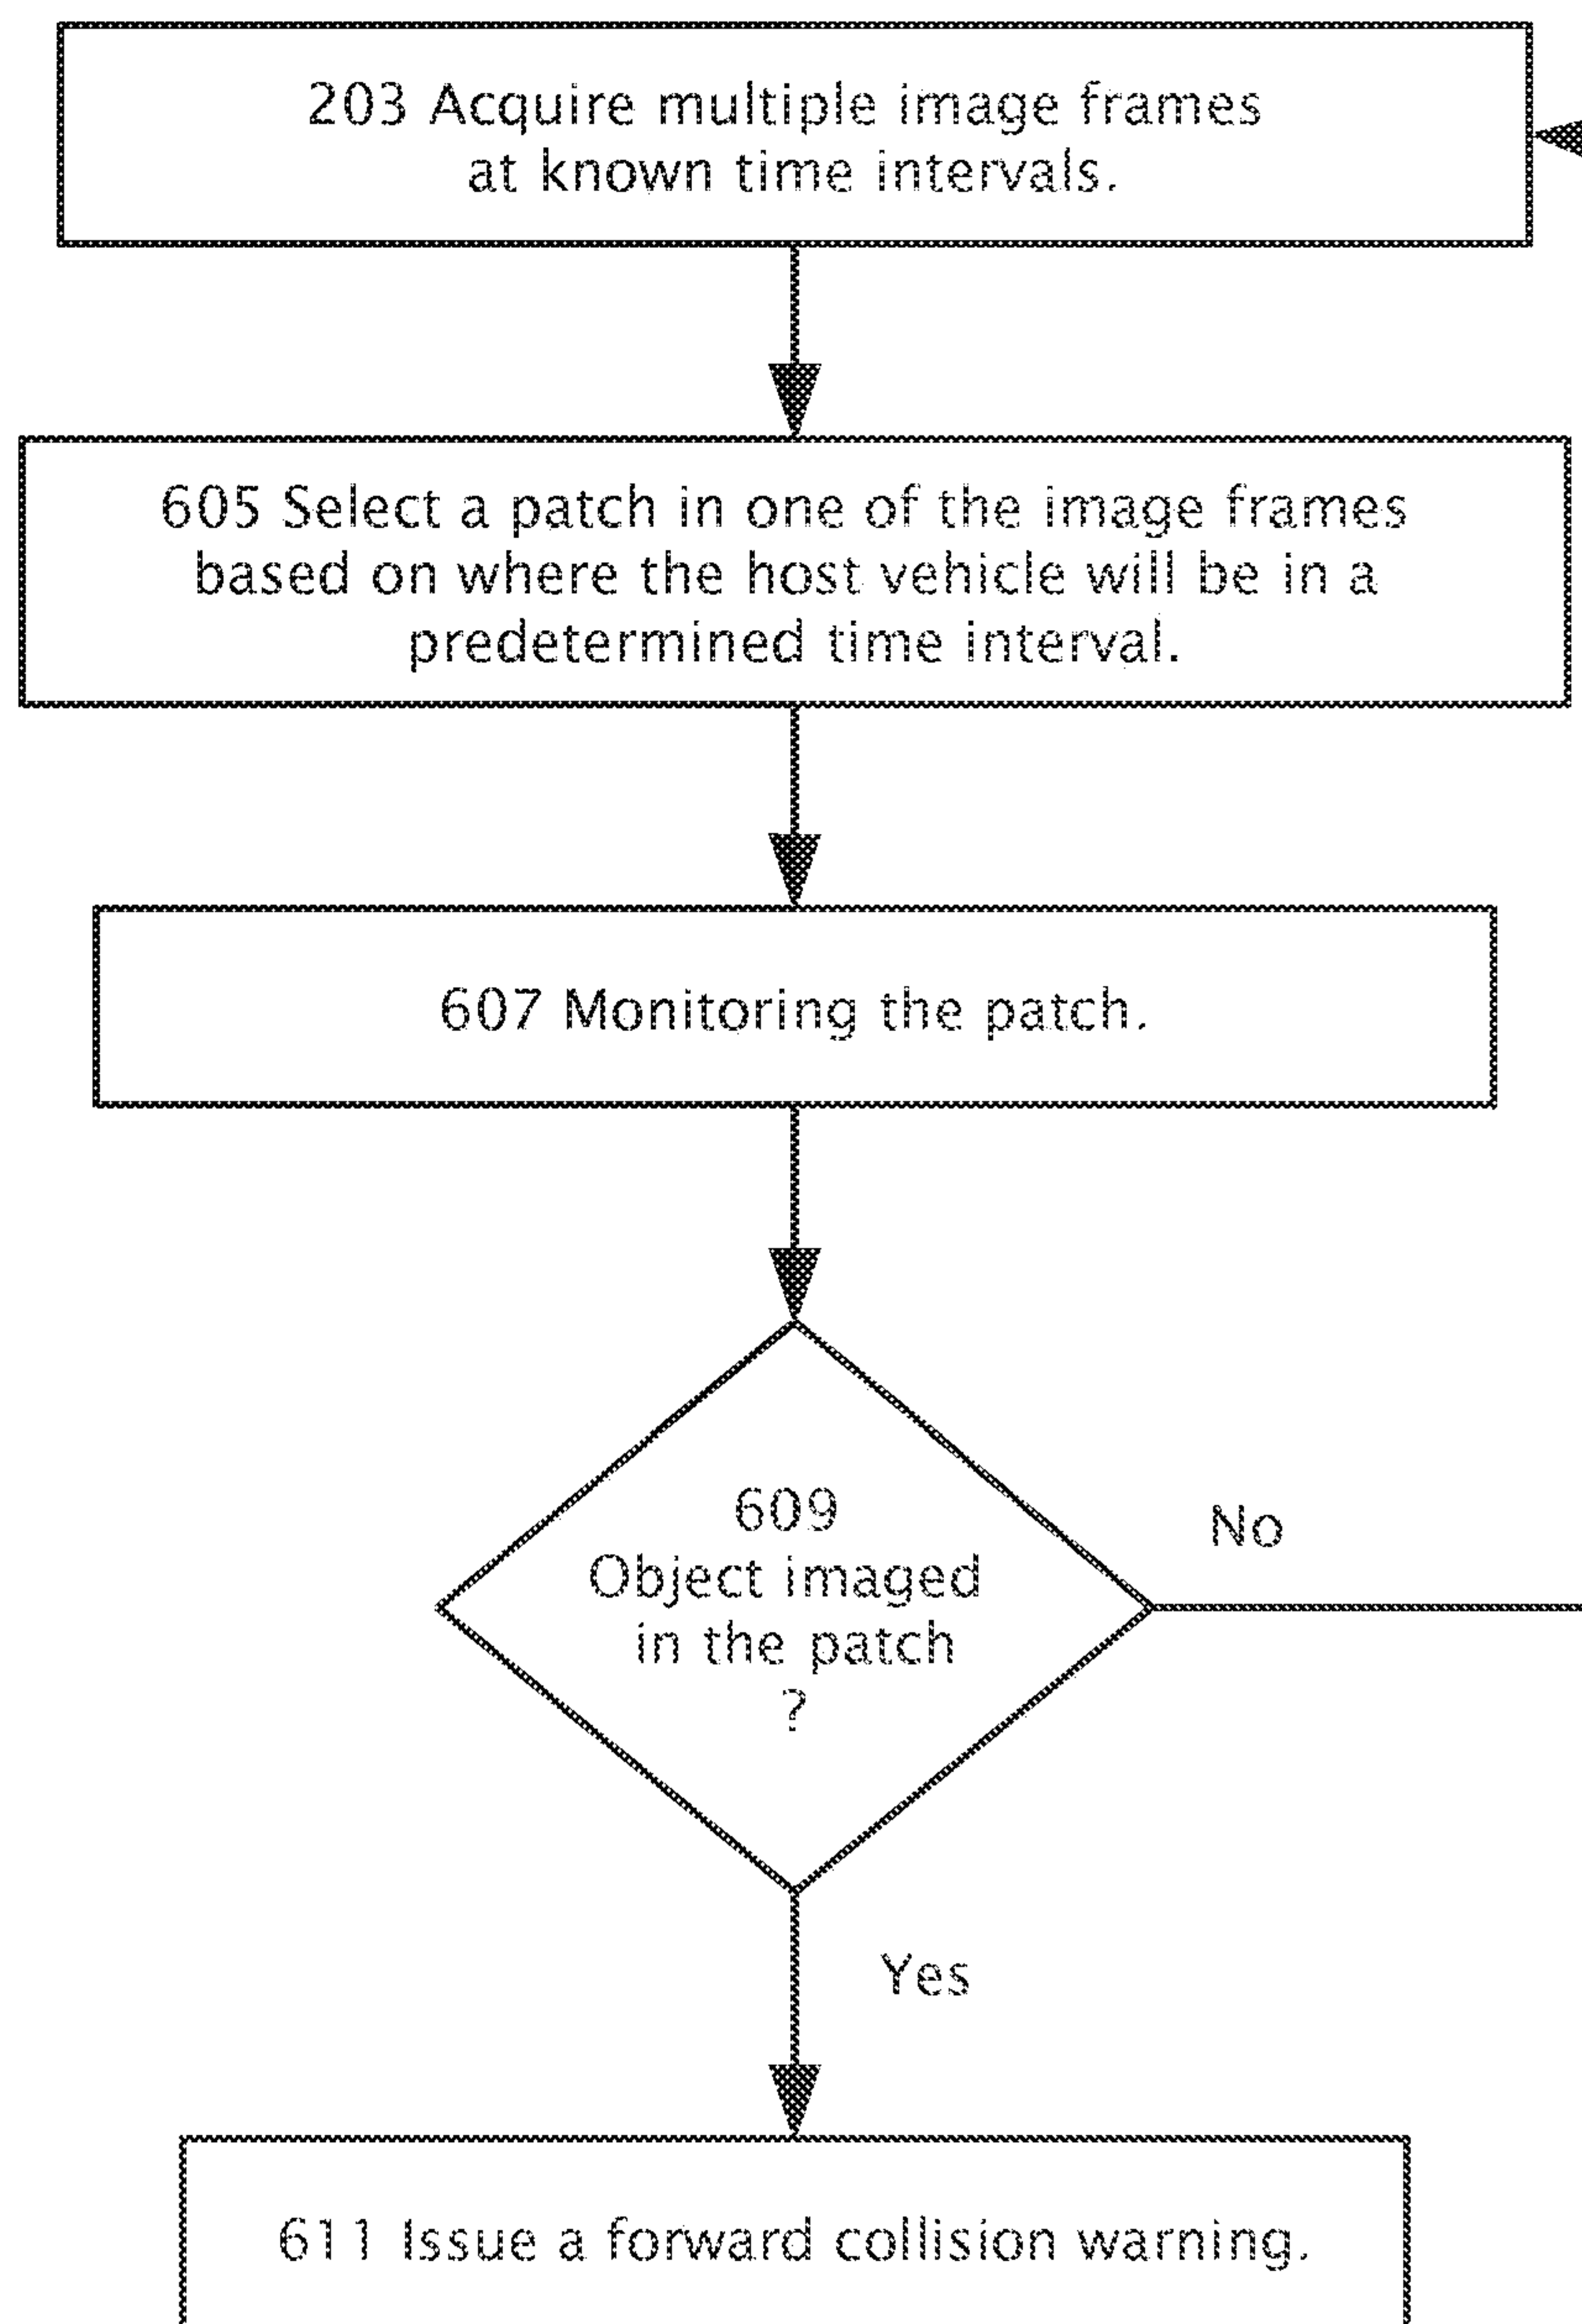 203 Acquire multiple image frames
at known time intervals.
605 Select a patch in one of the image frames
based on where the host vehicle will be in a
predetermined time interval.
607 Monitoring the patch.
609
Object imaged
in the patch
?
No
Yes
611 Issue a forward collision warning.